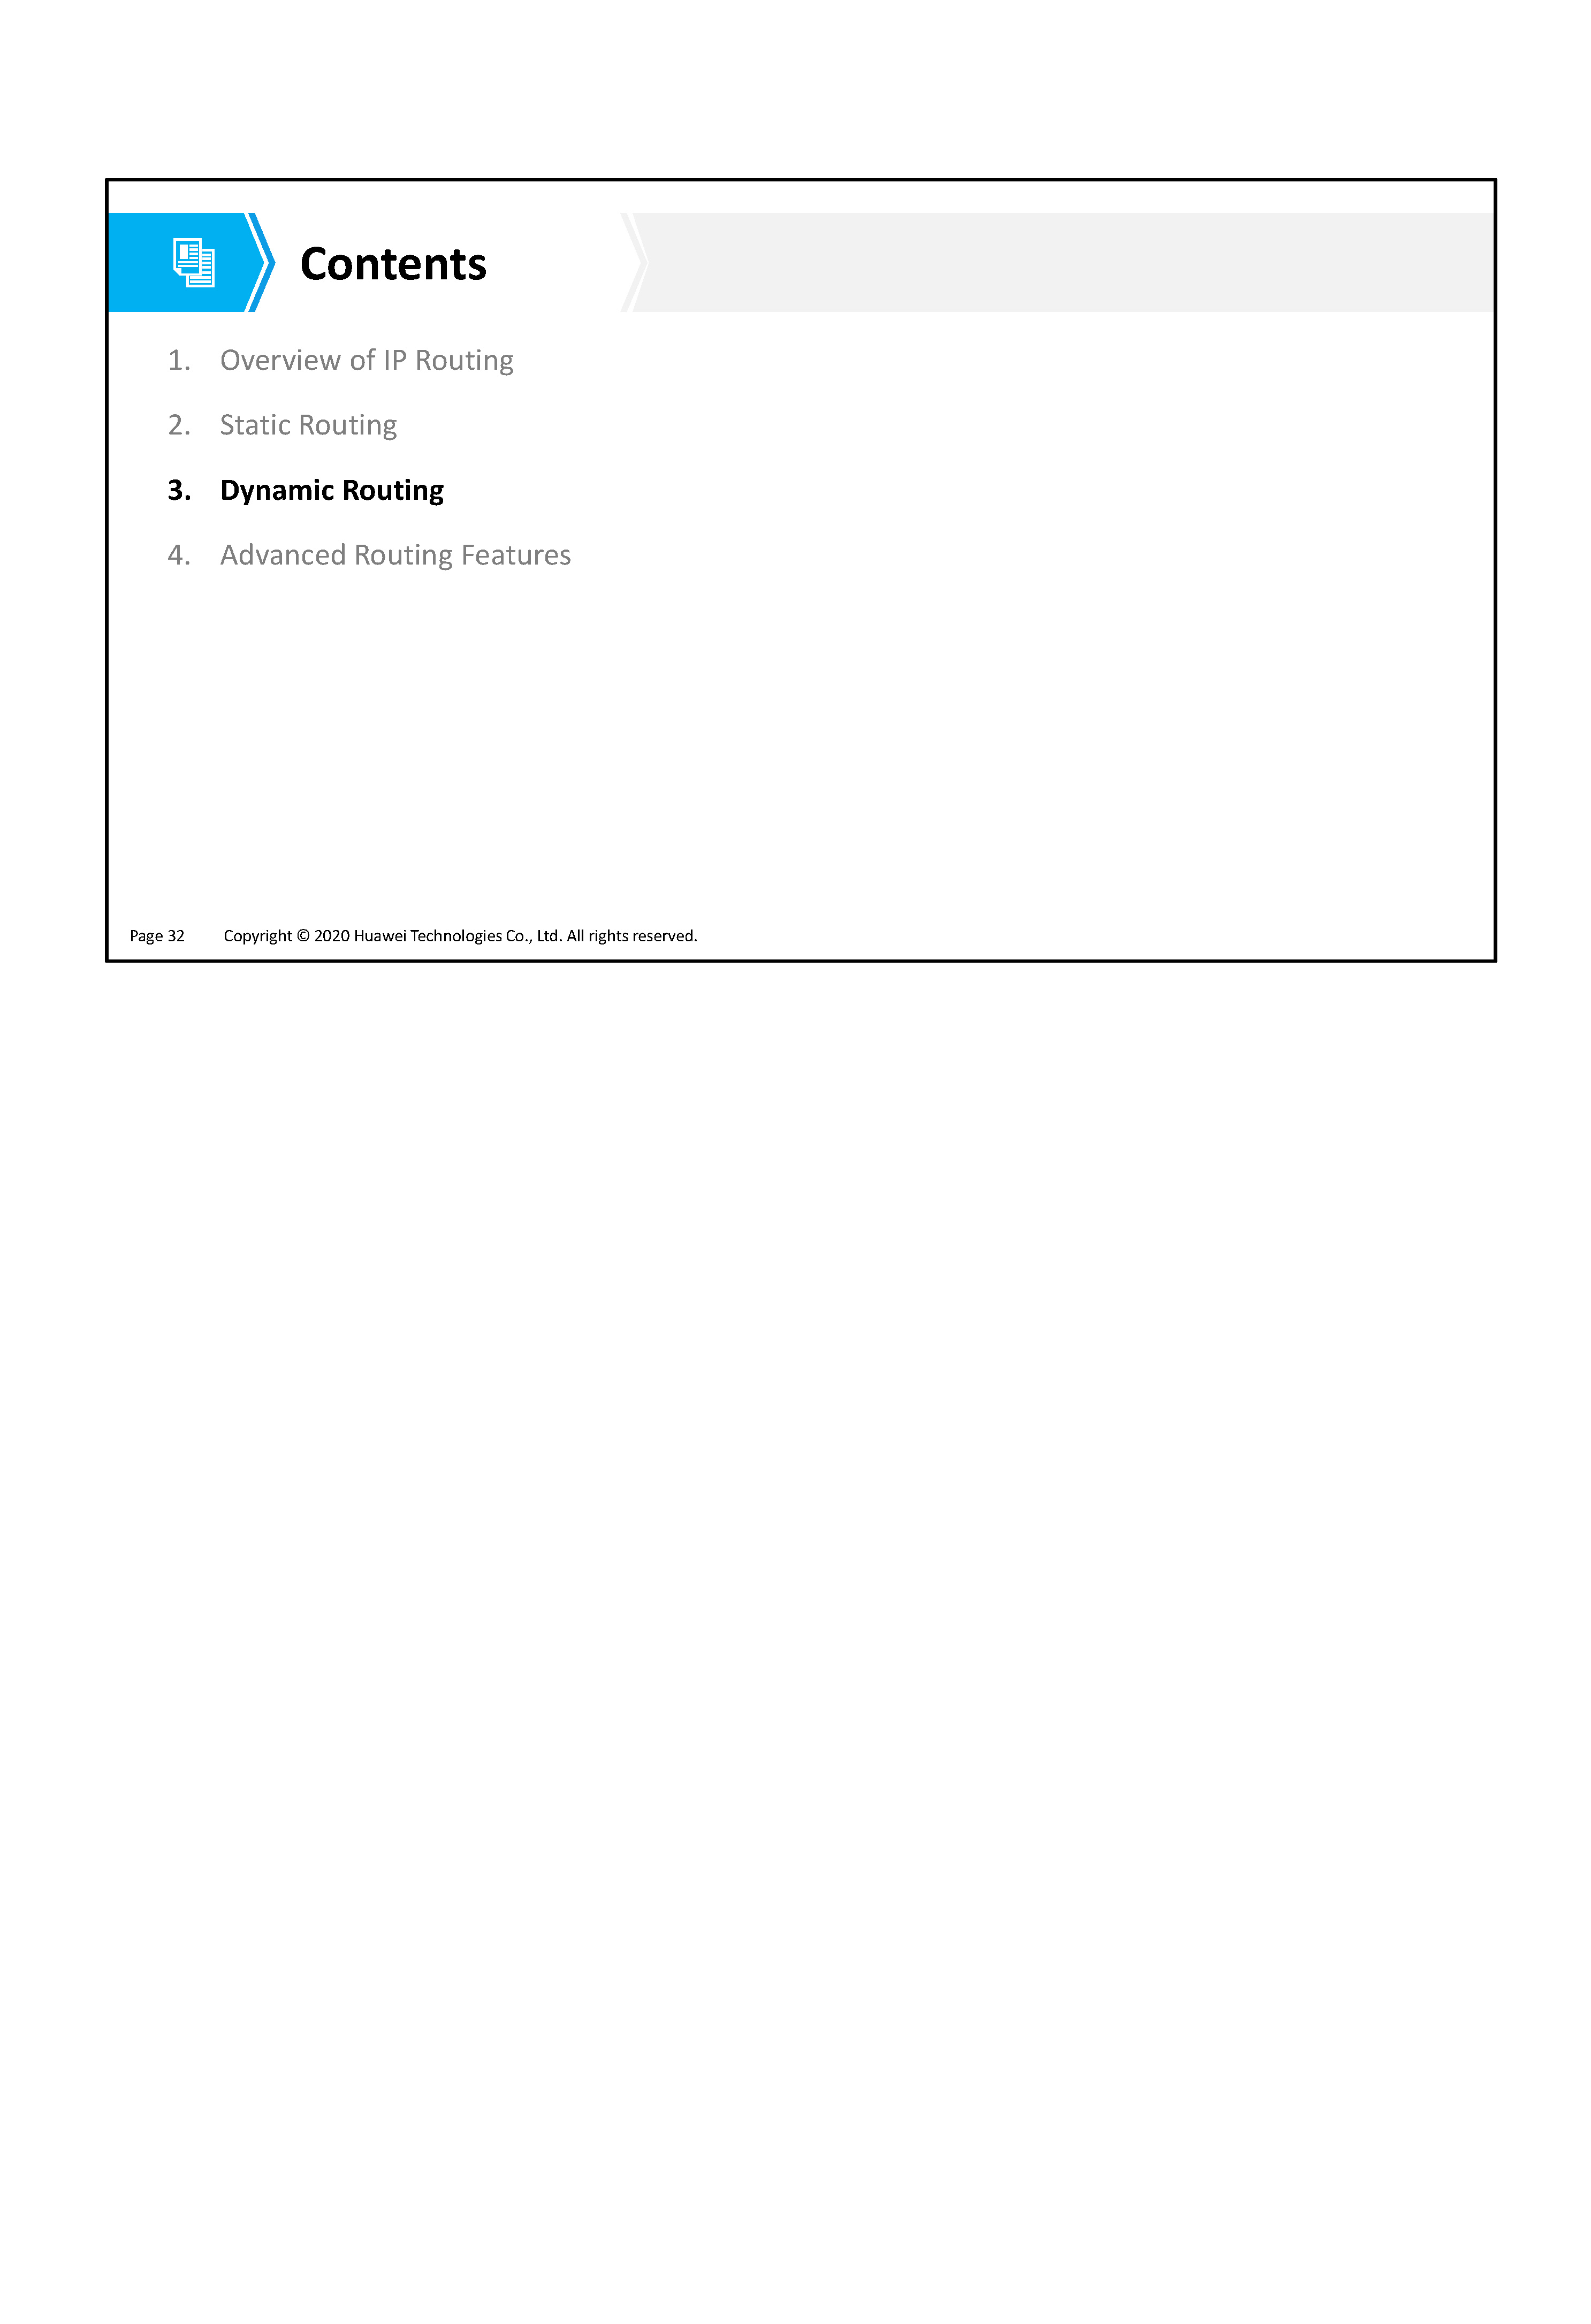 Contents
1. Overview of IP Routing
2. Static Routing
3. Dynamic Routing
4. Advanced Routing Features
Page 32 Copyright © 2020 Huawei Technologies Co., Ltd. All rights reserved.